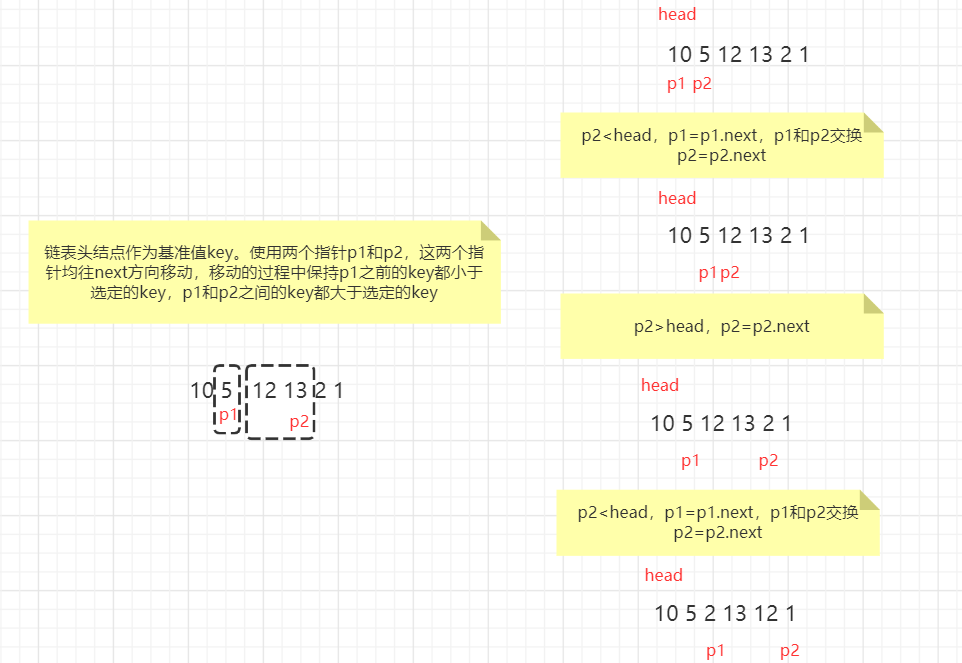 链表头结点作为基准值key。使用两个指针p1和p2，这两个指
针均往next方向移动，移动的过程中保持p1之前的key都小于
选定的key，p1和p2之间的key都大于选定的key
10 5 12 13 2 1
p1 p2
head
10 5 12 13 2 1
p1 p2
p2<head，p1=p1.next，p1和p2交换
p2=p2.next
head
10 5 12 13 2 1
p1 p2
p2>head，p2=p2.next
head
10 5 12 13 2 1
p1 p2
p2<head，p1=p1.next，p1和p2交换
p2=p2.next
head
10 5 2 13 12 1
p1 p2